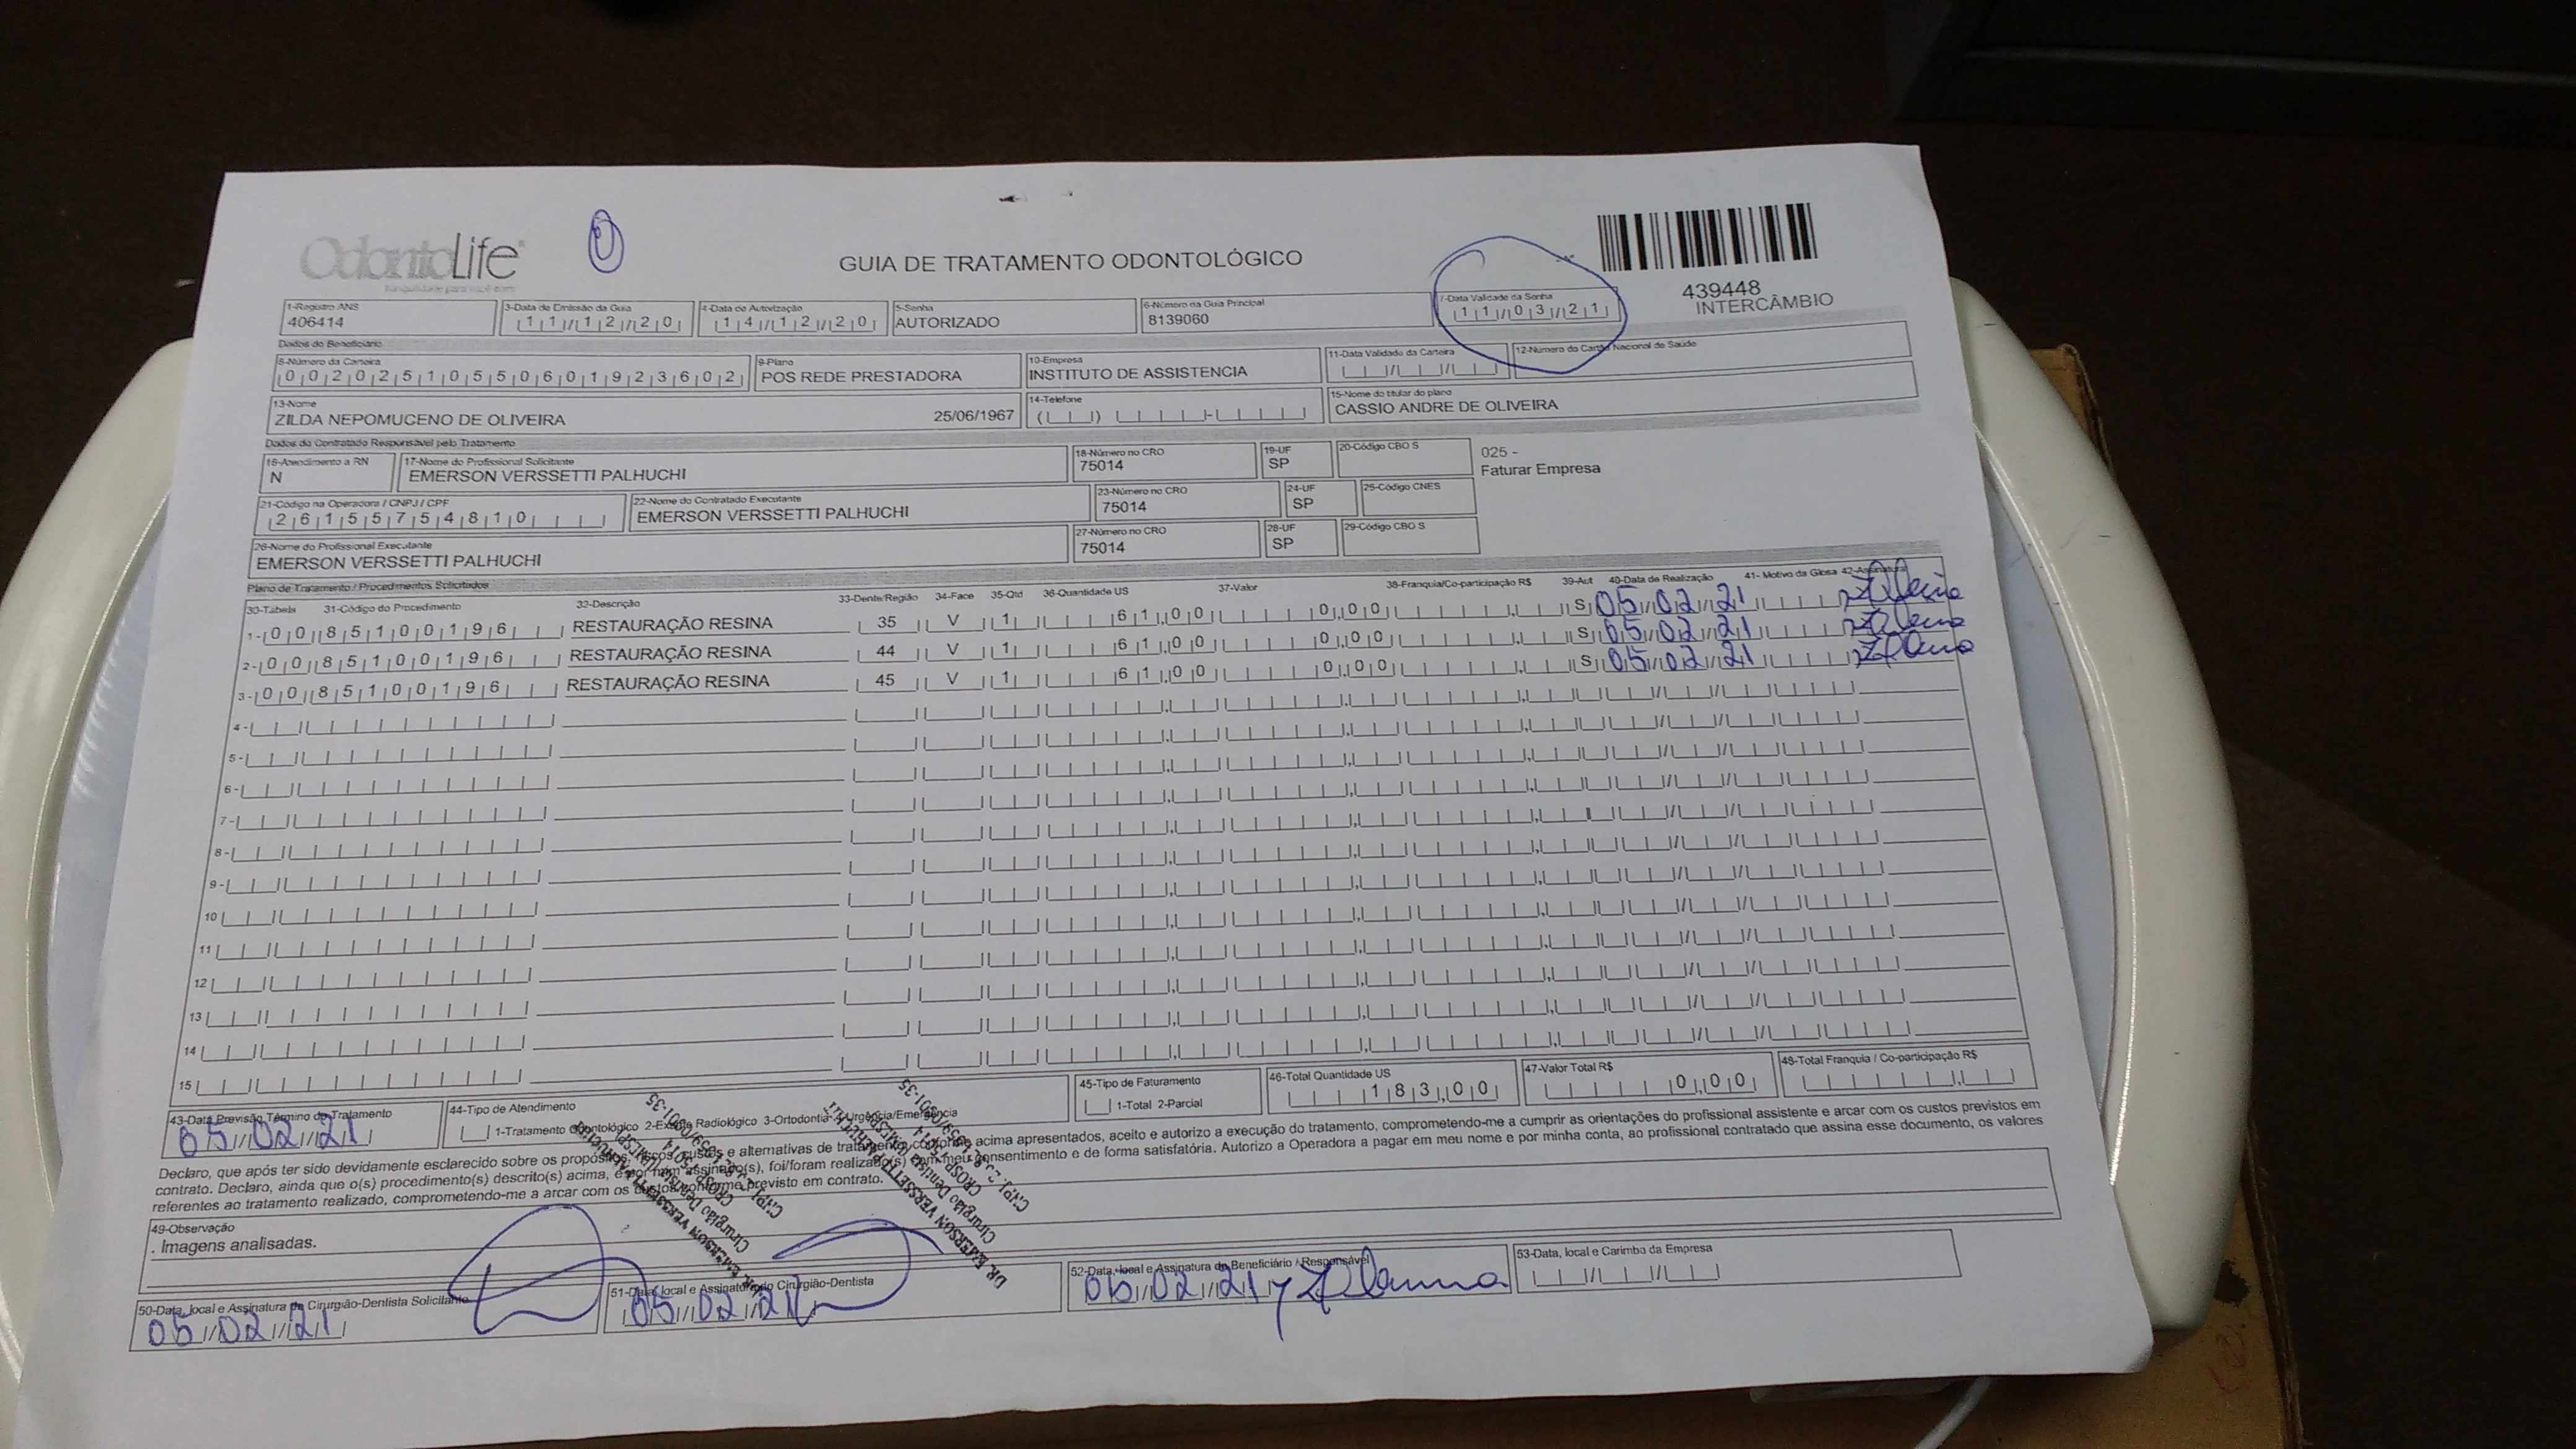 OdontoLife
GUIA DE TRATAMENTO ODONTOLÓGICO
439448
INTERCÂMBIO
1-Registro ANS
406414
3-Data de Emissão da Guia
11/12/20
4-Data de Autorização
14/12/20
5-Senha
AUTORIZADO
6-Número da Guia Principal
8139060
7-Data Validade da Senha
11/03/21
Dados do Beneficiário
8-Número da Carteira
00202510550601923602
9-Plano
POS REDE PRESTADORA
10-Empresa
INSTITUTO DE ASSISTENCIA
11-Data Validade da Carteira
12-Número do Cartão Nacional de Saúde
13-Nome
ZILDA NEPOMUCENO DE OLIVEIRA 25/06/1967
14-Telefone
15-Nome do titular do plano
CASSIO ANDRE DE OLIVEIRA
Dados do Contratado Responsável pelo Tratamento
16-Atendimento a RN
N
17-Nome do Profissional Solicitante
EMERSON VERSSETTI PALHUCHI
18-Número no CRO
75014
19-UF
SP
20-Código CBO S
025 -
Faturar Empresa
21-Código na Operadora / CNPJ / CPF
26155754810
22-Nome do Contratado Executante
EMERSON VERSSETTI PALHUCHI
23-Número no CRO
75014
24-UF
SP
25-Código CNES
26-Nome do Profissional Executante
EMERSON VERSSETTI PALHUCHI
27-Número no CRO
75014
28-UF
SP
29-Código CBO S
Plano de Tratamento / Procedimentos Solicitados
30-Tabela 31-Código do Procedimento 32-Descrição 33-Dente/Região 34-Face 35-Qtd 36-Quantidade US 37-Valor 38-Franquia/Co-participação R$ 39-Aut 40-Data de Realização 41- Motivo da Glosa 42-Assinatura
1-00 85100196 RESTAURAÇÃO RESINA 35 V 1 61,00 0,00 S 05/02/21
2-00 85100196 RESTAURAÇÃO RESINA 44 V 1 61,00 0,00 S 05/02/21
3-00 85100196 RESTAURAÇÃO RESINA 45 V 1 61,00 0,00 S 05/02/21
4-
5-
6-
7-
8-
9-
10
11
12
13
14
15
43-Data Previsão Término do Tratamento
05/02/21
44-Tipo de Atendimento
1-Tratamento Odontológico 2-Exame Radiológico 3-Ortodontia 4-Urgência/Emergência
45-Tipo de Faturamento
1-Total 2-Parcial
46-Total Quantidade US
183,00
47-Valor Total R$
0,00
48-Total Franquia / Co-participação R$
Declaro, que após ter sido devidamente esclarecido sobre os propósitos, riscos, custos e alternativas de tratamento, conforme acima apresentados, aceito e autorizo a execução do tratamento, comprometendo-me a cumprir as orientações do profissional assistente e arcar com os custos previstos em
contrato. Declaro, ainda que o(s) procedimento(s) descrito(s) acima, e por mim assinado(s), foi/foram realizado(s) com meu consentimento e de forma satisfatória. Autorizo a Operadora a pagar em meu nome e por minha conta, ao profissional contratado que assina esse documento, os valores
referentes ao tratamento realizado, comprometendo-me a arcar com os custos conforme previsto em contrato.
49-Observação
. Imagens analisadas.
50-Data, local e Assinatura do Cirurgião-Dentista Solicitante
05/02/21
51-Data, local e Assinatura do Cirurgião-Dentista
05/02/21
52-Data, local e Assinatura do Beneficiário / Responsável
05/02/21
53-Data, local e Carimbo da Empresa
DR. EMERSON VERSSETTI PALHUCHI
Cirurgião Dentista